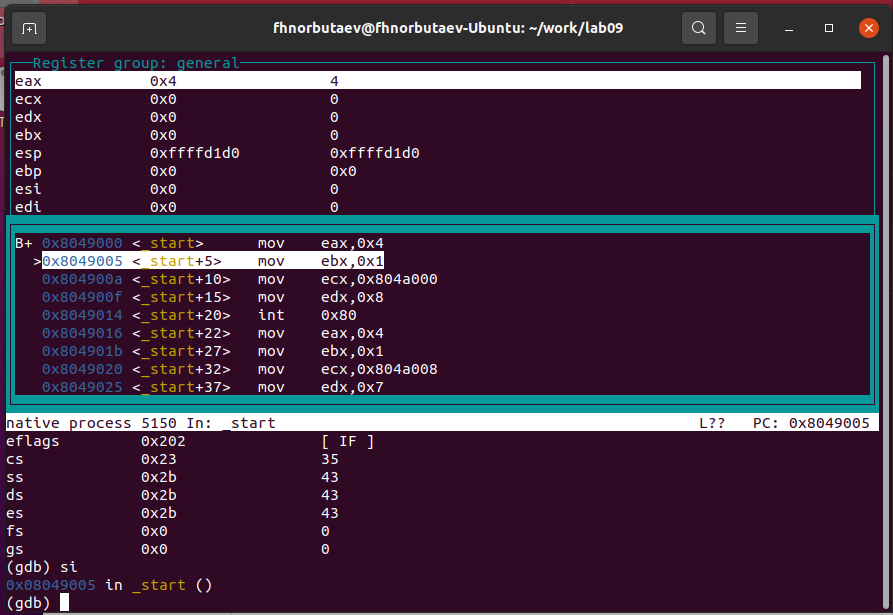 fhnorbutaev@fhnorbutaev-Ubuntu: ~/work/lab09
Register group: general
eax 0x4 4
ecx 0x0 0
edx 0x0 0
ebx 0x0 0
esp 0xffffd1d0 0xffffd1d0
ebp 0x0 0x0
esi 0x0 0
edi 0x0 0
B+ 0x8049000 <_start> mov eax,0x4
>0x8049005 <_start+5> mov ebx,0x1
0x804900a <_start+10> mov ecx,0x804a000
0x804900f <_start+15> mov edx,0x8
0x8049014 <_start+20> int 0x80
0x8049016 <_start+22> mov eax,0x4
0x804901b <_start+27> mov ebx,0x1
0x8049020 <_start+32> mov ecx,0x804a008
0x8049025 <_start+37> mov edx,0x7
native process 5150 In: _start L?? PC: 0x8049005
eflags 0x202 [ IF ]
cs 0x23 35
ss 0x2b 43
ds 0x2b 43
es 0x2b 43
fs 0x0 0
gs 0x0 0
(gdb) si
0x08049005 in _start ()
(gdb)